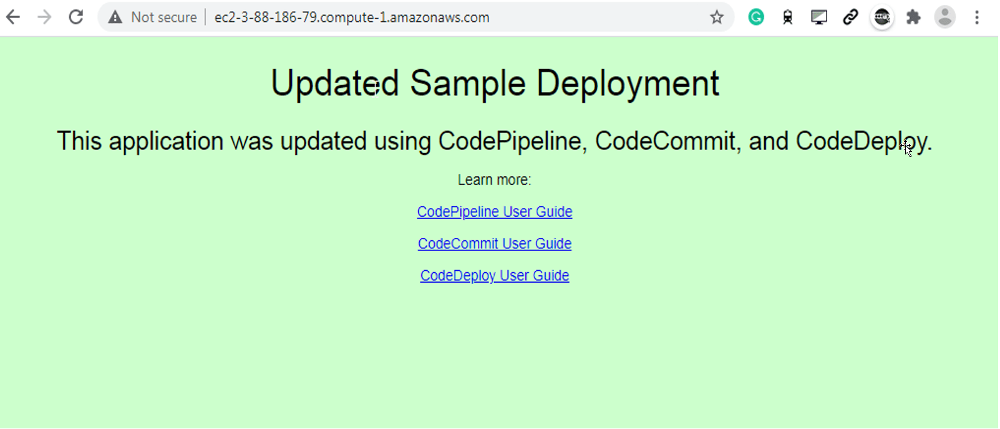 Not secure ec2-3-88-186-79.compute-1.amazonaws.com
Updated Sample Deployment
This application was updated using CodePipeline, CodeCommit, and CodeDeploy.
Learn more:
CodePipeline User Guide
CodeCommit User Guide
CodeDeploy User Guide